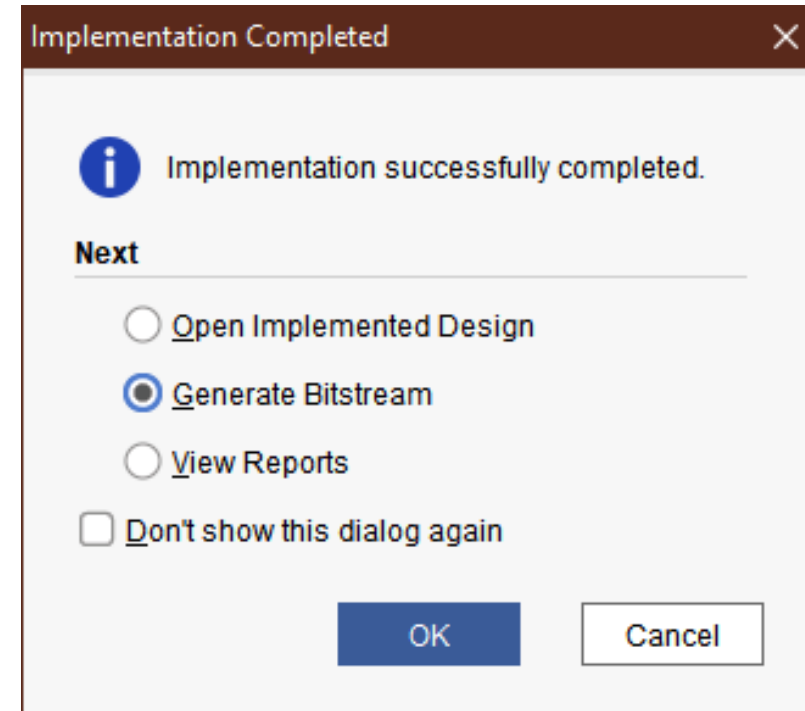 Implementation Completed
Implementation successfully completed.
Next
Open Implemented Design
Generate Bitstream
View Reports
Don't show this dialog again
OK
Cancel